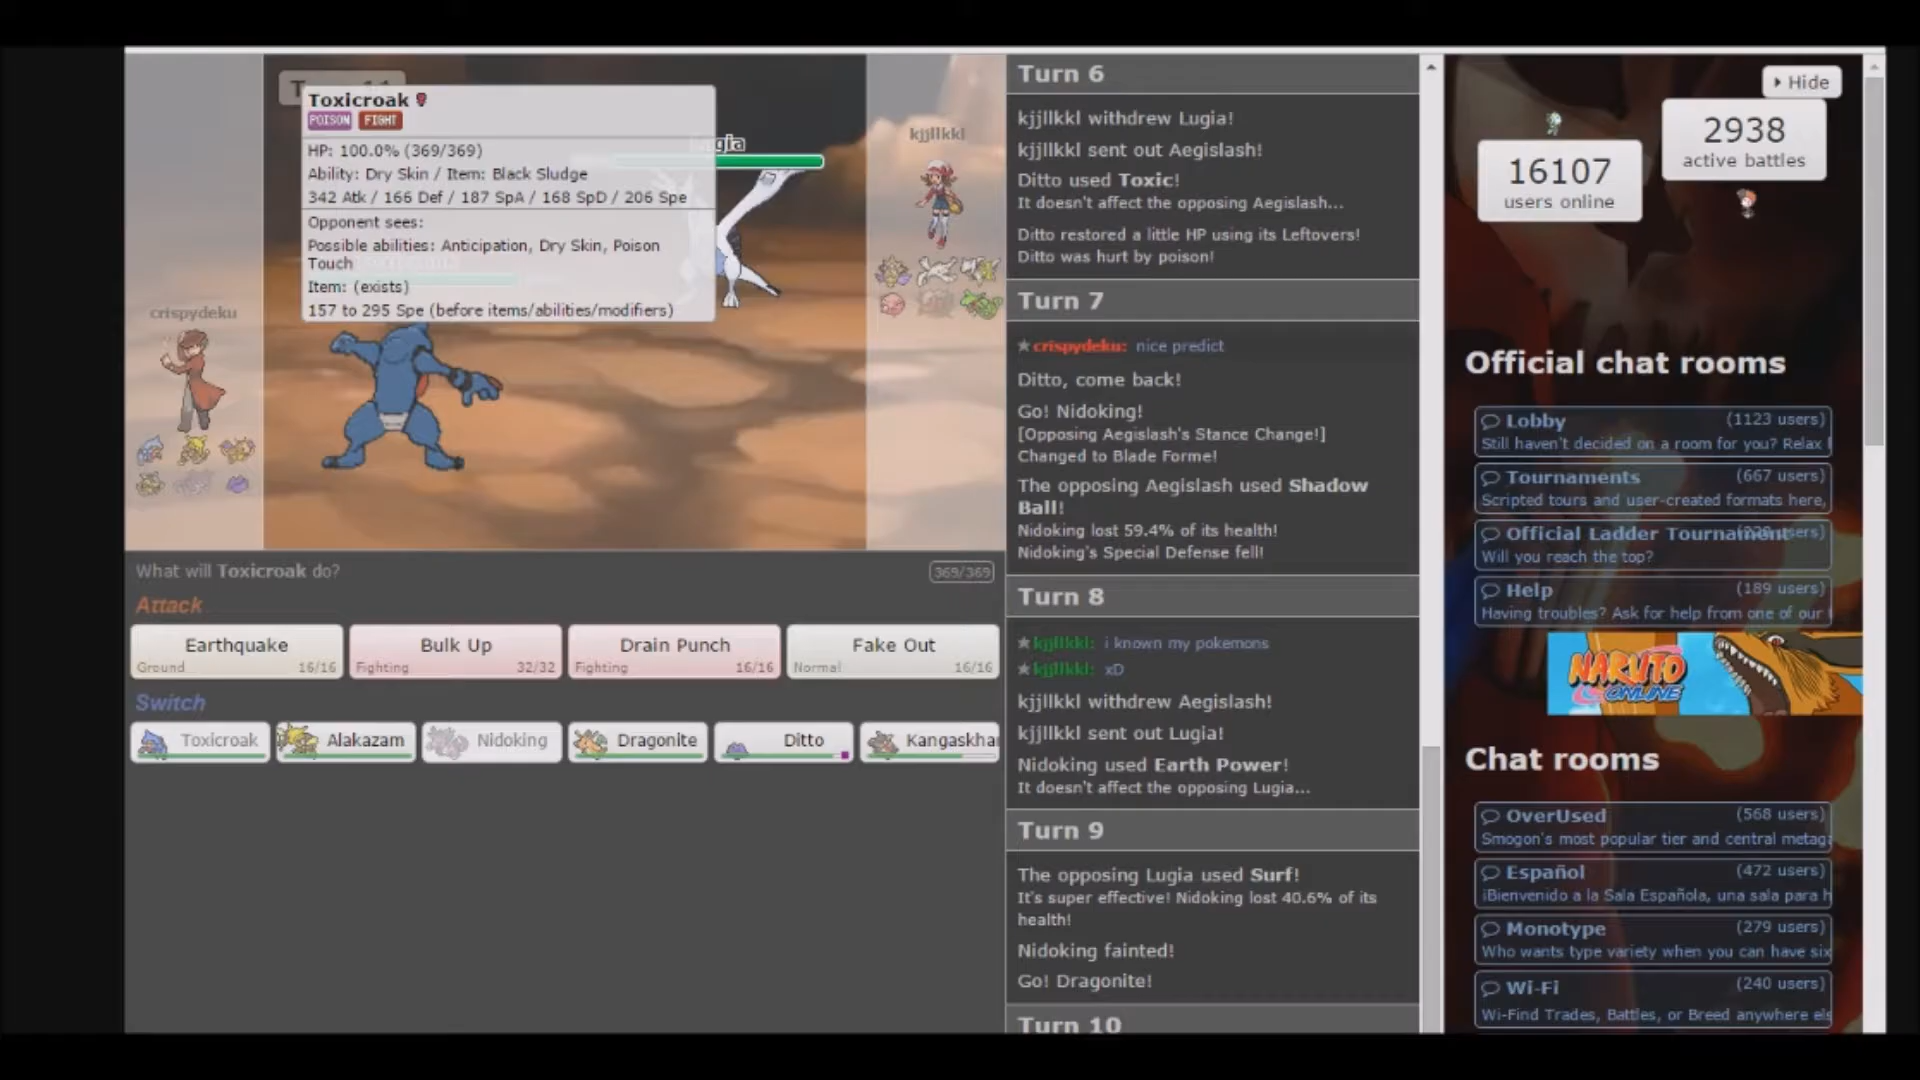 Toxicroak
POISON FIGHT
HP: 100.0% (369/369)
Ability: Dry Skin / Item: Black Sludge
342 Atk / 166 Def / 187 SpA / 168 SpD / 206 Spe
Opponent sees:
Possible abilities: Anticipation, Dry Skin, Poison
Touch
Item: (exists)
157 to 295 Spe (before items/abilities/modifiers)
kjjllkkl
crispydeku
What will Toxicroak do?
369/369
Attack
Earthquake
Ground 16/16
Bulk Up
Fighting 32/32
Drain Punch
Fighting 16/16
Fake Out
Normal 16/16
Switch
Toxicroak
Alakazam
Nidoking
Dragonite
Ditto
Kangaskha
Turn 6
kjjllkkl withdrew Lugia!
kjjllkkl sent out Aegislash!
Ditto used Toxic!
It doesn't affect the opposing Aegislash...
Ditto restored a little HP using its Leftovers!
Ditto was hurt by poison!
Turn 7
★crispydeku: nice predict
Ditto, come back!
Go! Nidoking!
[Opposing Aegislash's Stance Change!]
Changed to Blade Forme!
The opposing Aegislash used Shadow
Ball!
Nidoking lost 59.4% of its health!
Nidoking's Special Defense fell!
Turn 8
★kjjllkkl: i known my pokemons
★kjjllkkl: xD
kjjllkkl withdrew Aegislash!
kjjllkkl sent out Lugia!
Nidoking used Earth Power!
It doesn't affect the opposing Lugia...
Turn 9
The opposing Lugia used Surf!
It's super effective! Nidoking lost 40.6% of its
health!
Nidoking fainted!
Go! Dragonite!
Turn 10
Hide
16107
users online
2938
active battles
Official chat rooms
Lobby (1123 users)
Still haven't decided on a room for you? Relax
Tournaments (667 users)
Scripted tours and user-created formats here,
Official Ladder Tournament
Will you reach the top?
Help (189 users)
Having troubles? Ask for help from one of our
NARUTO
ONLINE
Chat rooms
OverUsed (568 users)
Smogon's most popular tier and central metag
Español (472 users)
¡Bienvenido a la Sala Española, una sala para h
Monotype (279 users)
Who wants type variety when you can have six
Wi-Fi (240 users)
Wi-Find Trades, Battles, or Breed anywhere els